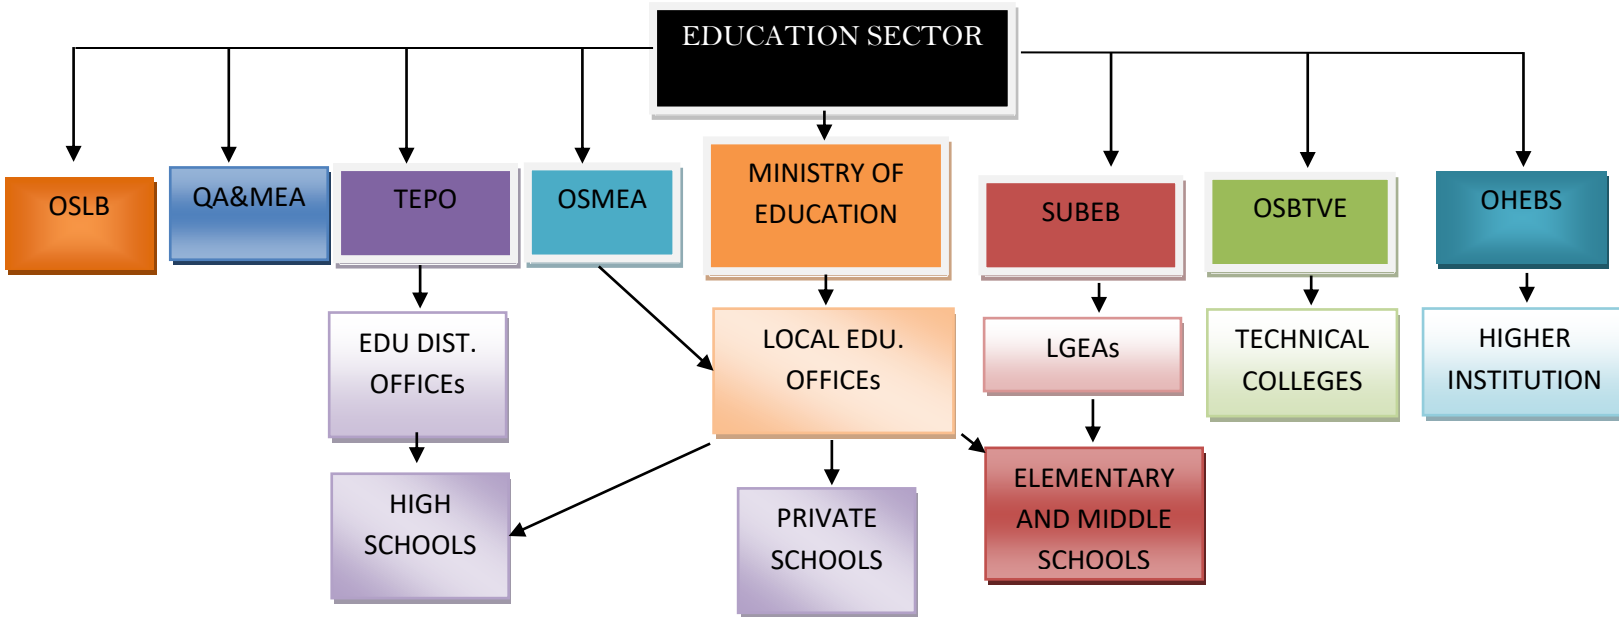 EDUCATION SECTOR
OSLB
QA&MEA
TEPO
OSMEA
MINISTRY OF
EDUCATION
SUBEB
OSBTVE
OHEBS
EDU DIST.
OFFICEs
LOCAL EDU.
OFFICEs
LGEAs
TECHNICAL
COLLEGES
HIGHER
INSTITUTION
HIGH
SCHOOLS
PRIVATE
SCHOOLS
ELEMENTARY
AND MIDDLE
SCHOOLS